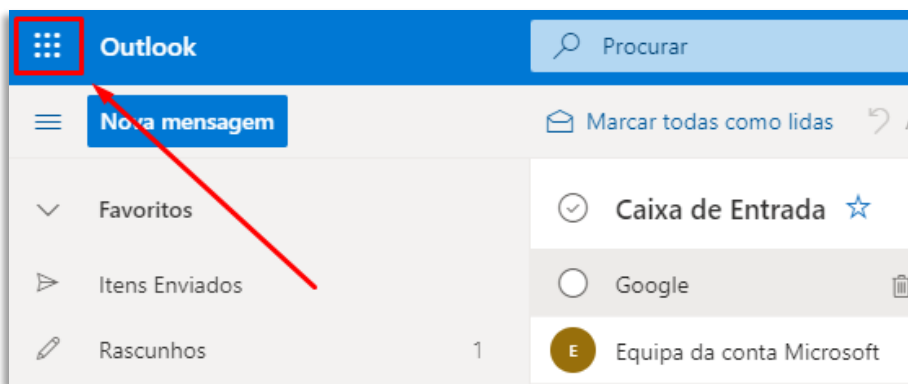 Outlook
Procurar
Nova mensagem
Marcar todas como lidas
Favoritos
Caixa de Entrada
Itens Enviados
Google
Rascunhos 1
E Equipa da conta Microsoft